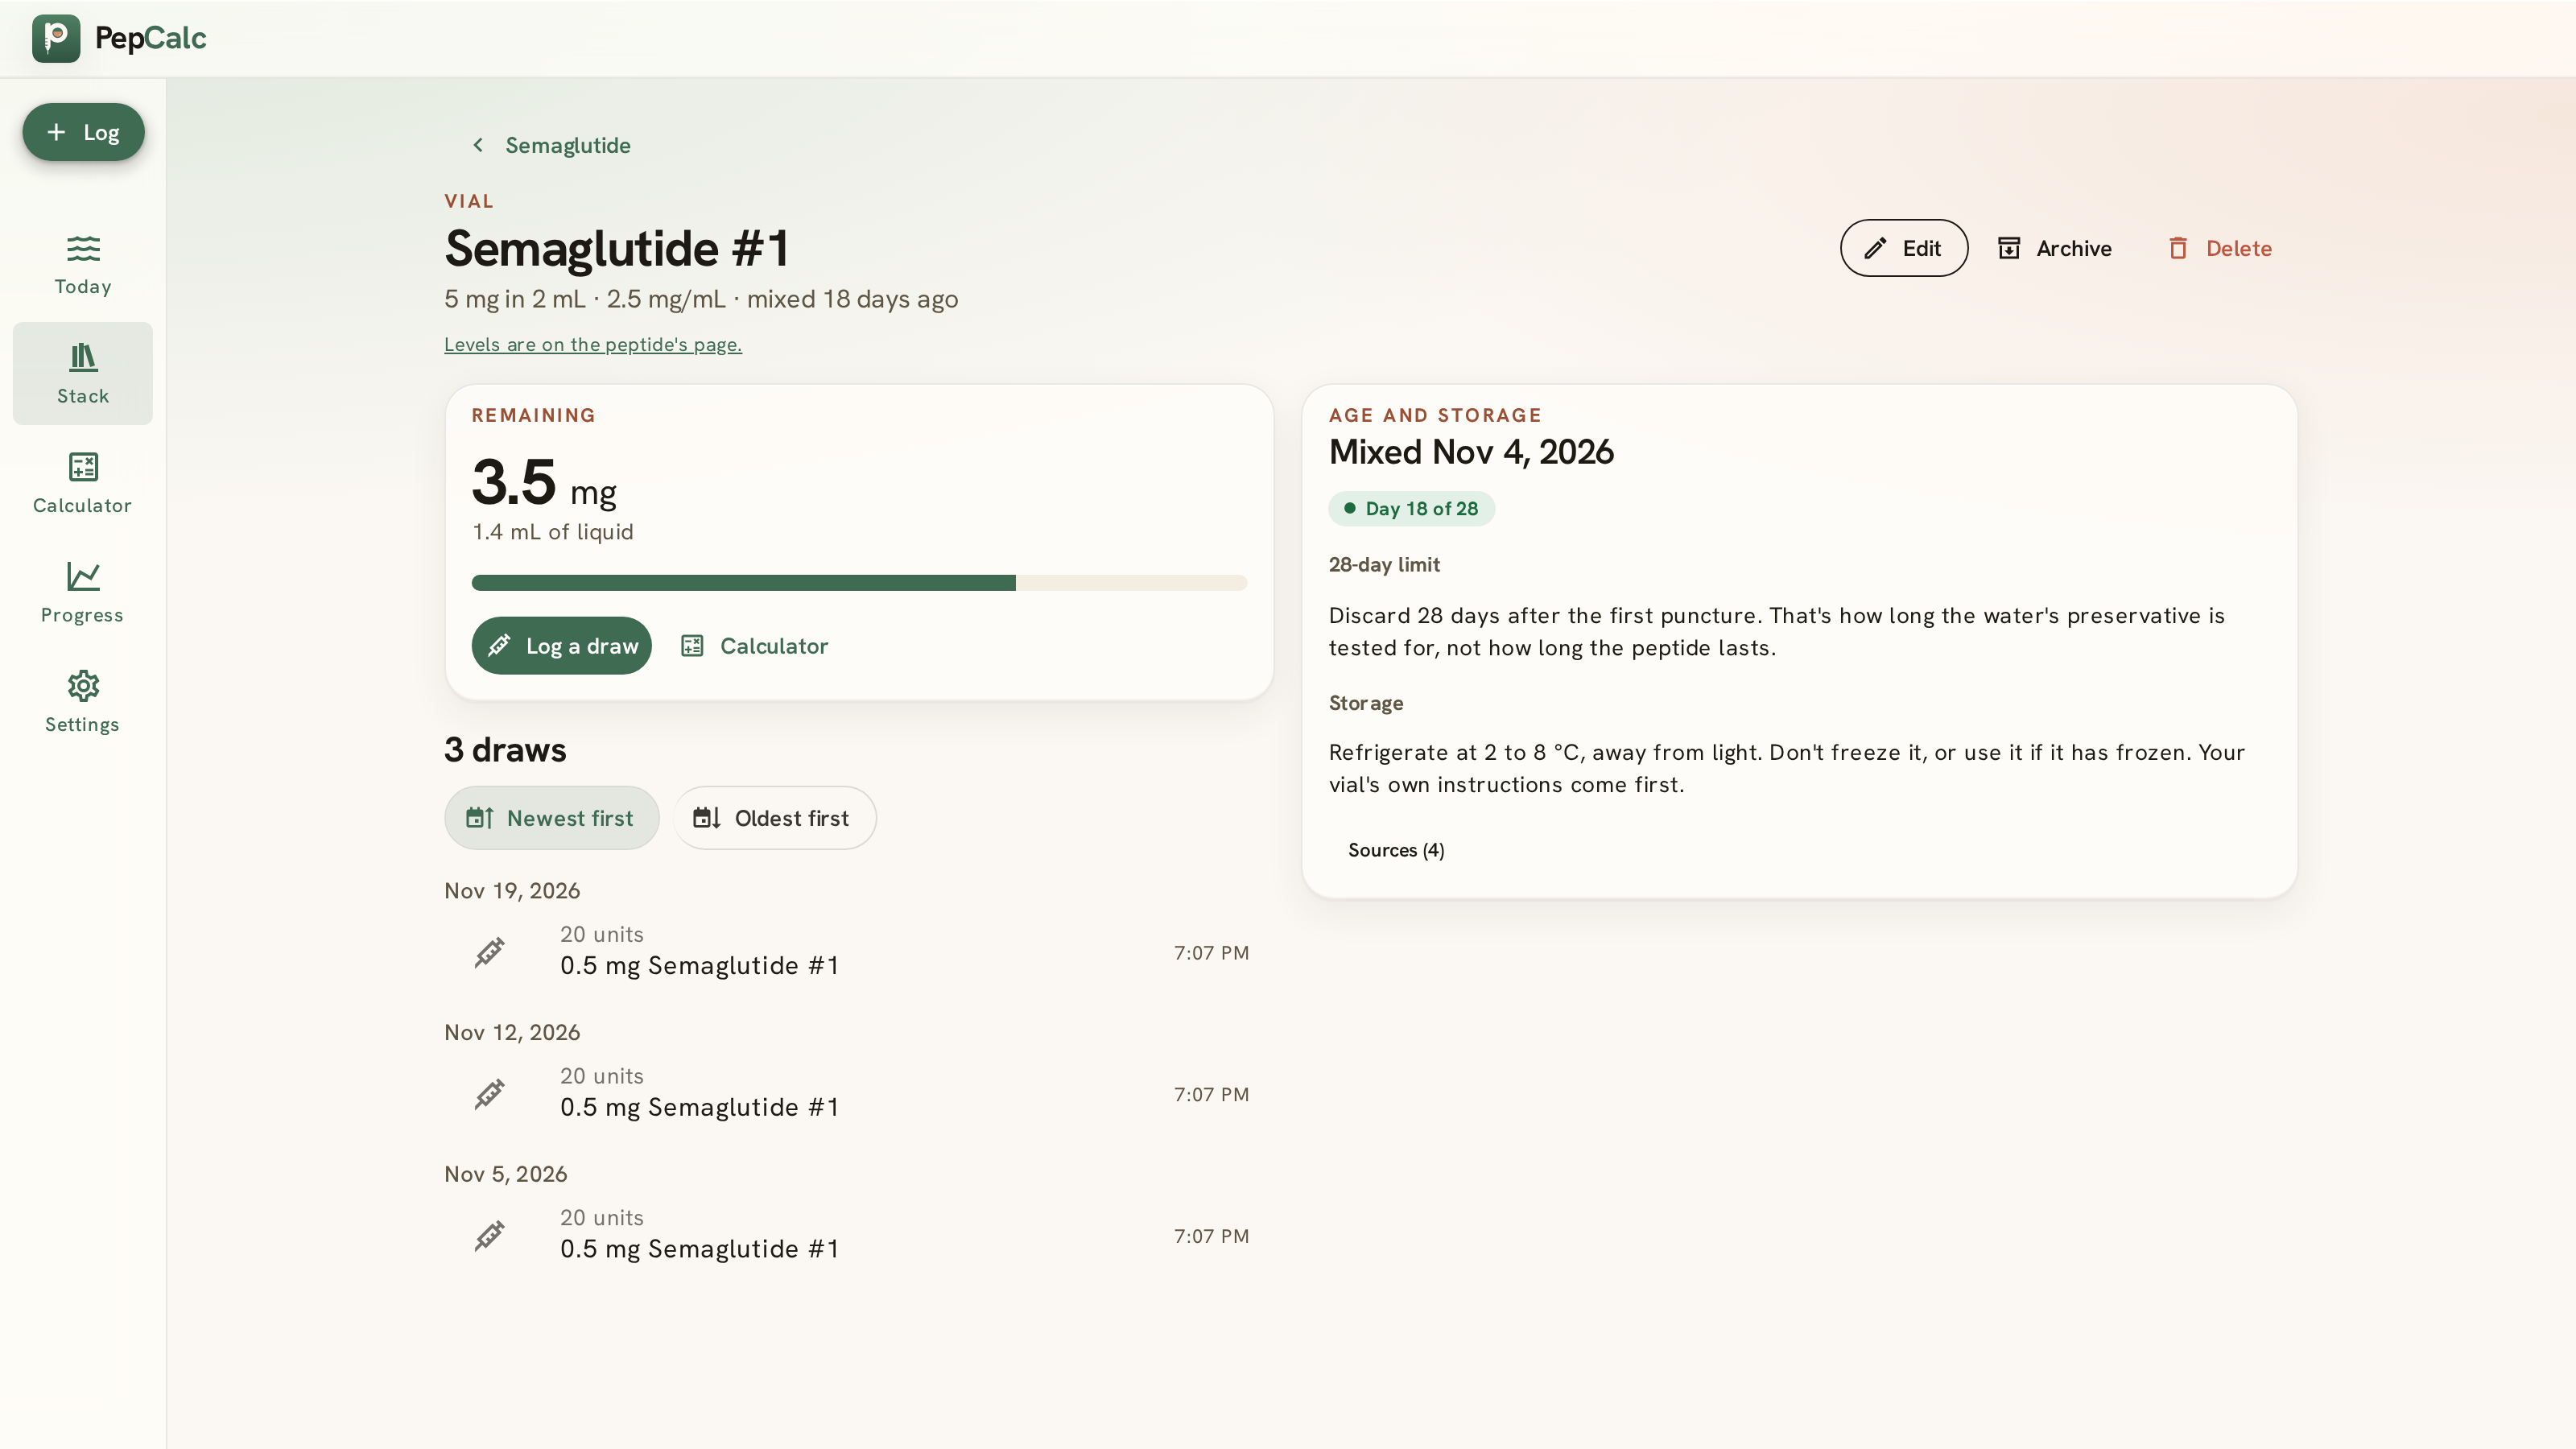 PepCalc
Log
Today
Stack
Calculator
Progress
Settings
Semaglutide
VIAL
Semaglutide #1
5 mg in 2 mL · 2.5 mg/mL · mixed 18 days ago
Levels are on the peptide's page.
Edit
Archive
Delete
REMAINING
3.5 mg
1.4 mL of liquid
Log a draw
Calculator
3 draws
Newest first
Oldest first
Nov 19, 2026
20 units
0.5 mg Semaglutide #1
7:07 PM
Nov 12, 2026
20 units
0.5 mg Semaglutide #1
7:07 PM
Nov 5, 2026
20 units
0.5 mg Semaglutide #1
7:07 PM
AGE AND STORAGE
Mixed Nov 4, 2026
Day 18 of 28
28-day limit
Discard 28 days after the first puncture. That's how long the water's preservative is
tested for, not how long the peptide lasts.
Storage
Refrigerate at 2 to 8 °C, away from light. Don't freeze it, or use it if it has frozen. Your
vial's own instructions come first.
Sources (4)